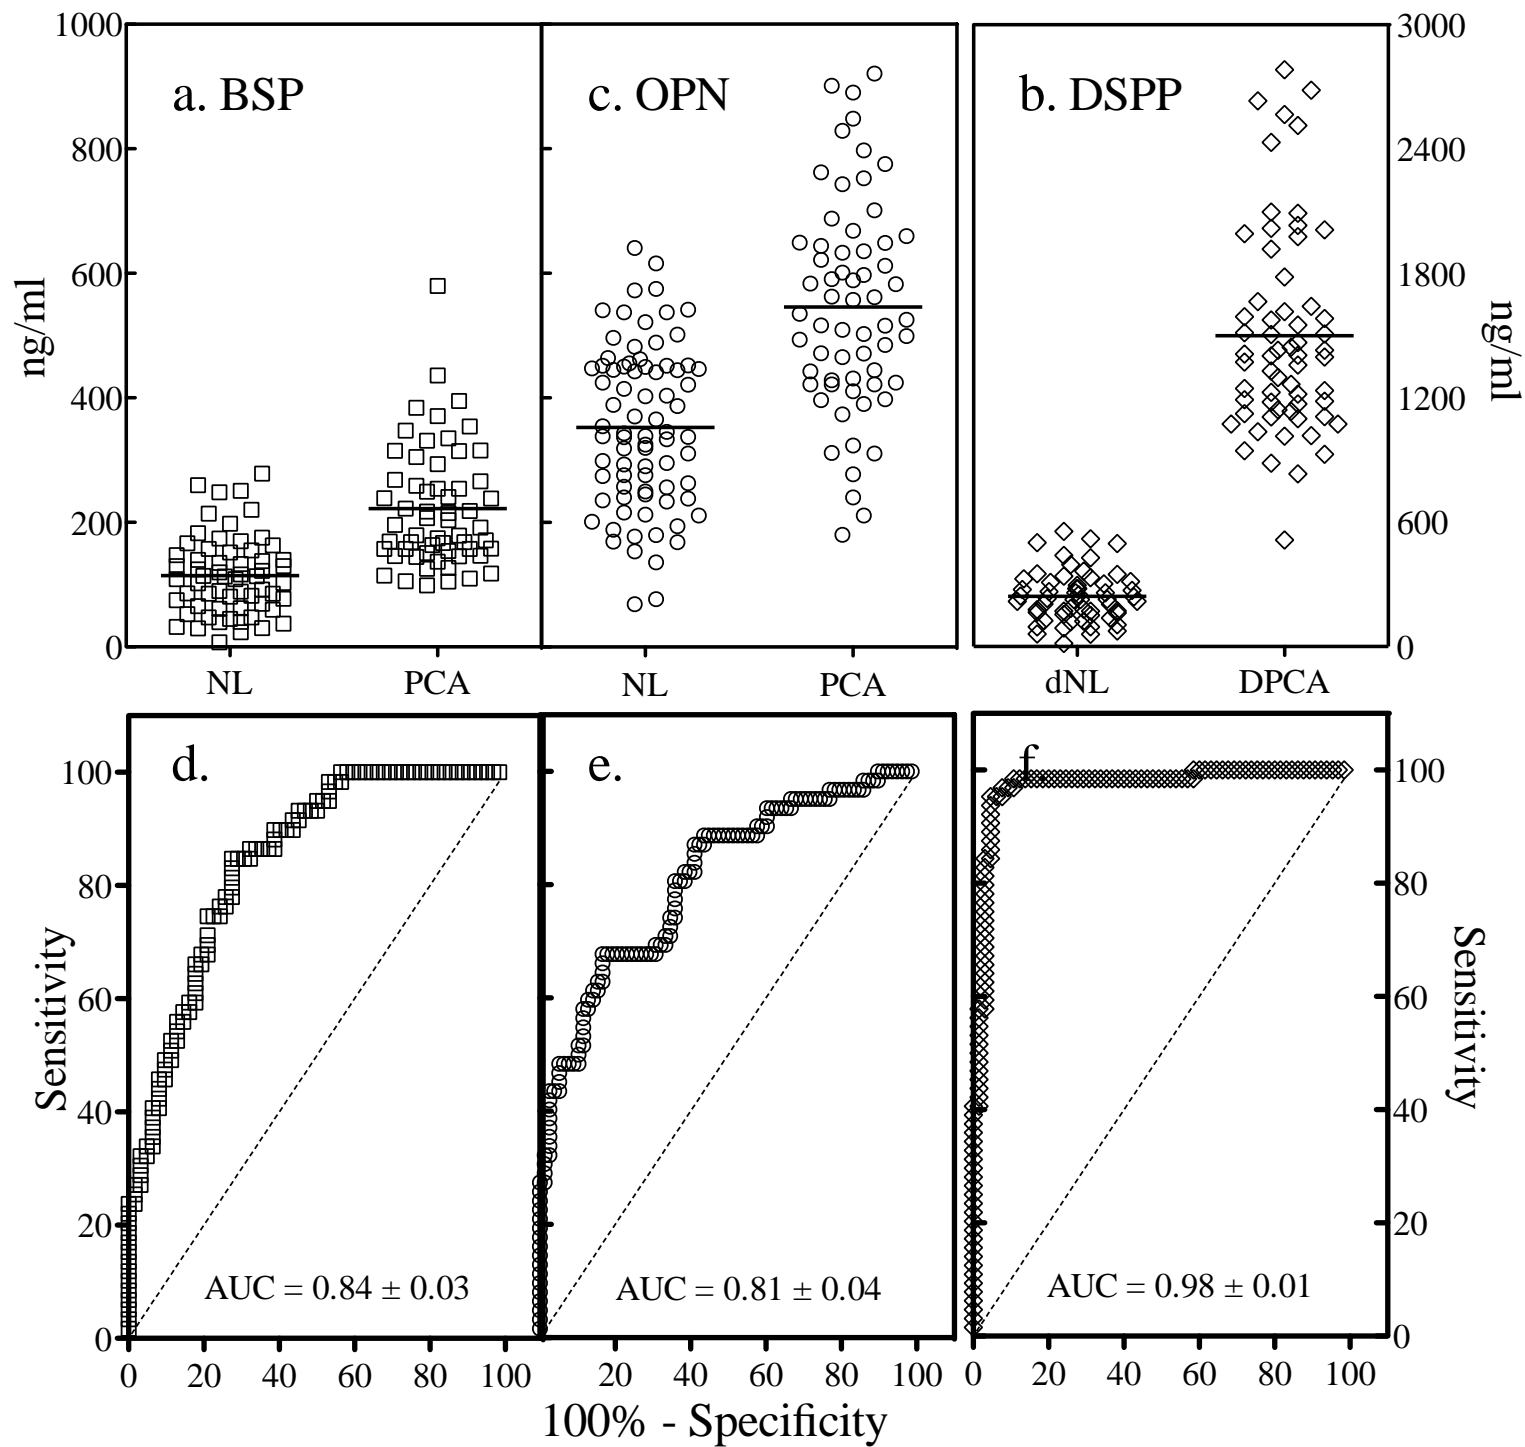 1000
800
600
400
200
0
ng/ml
a. BSP
c. OPN
b. DSPP
3000
2400
1800
1200
600
0
ng/ml
NL
PCA
NL
PCA
dNL
DPCA
d.
e.
f.
100
80
60
40
20
0
Sensitivity
AUC = 0.84 ± 0.03
AUC = 0.81 ± 0.04
AUC = 0.98 ± 0.01
100
80
60
40
20
0
Sensitivity
0 20 40 60 80 100
20 40 60 80 100
0 20 40 60 80 100
100% - Specificity